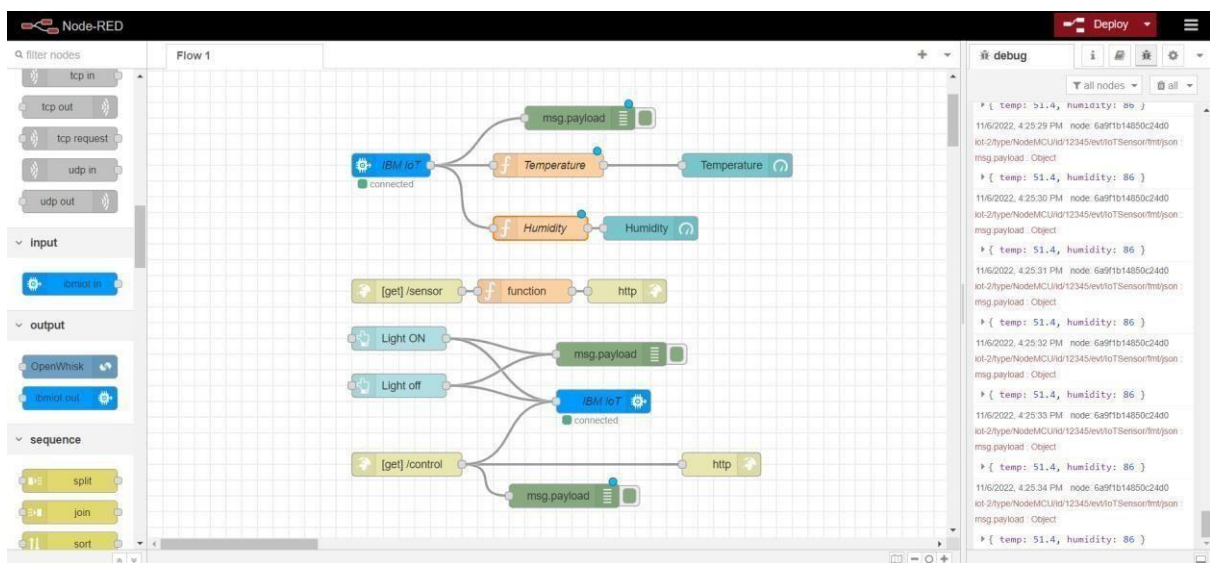 Node-RED
Deploy
filter nodes
tcp in
tcp out
tcp request
udp in
udp out
input
ibmiot in
output
OpenWhisk
ibmiot out
sequence
split
join
sort
Flow 1
msg.payload
IBM IoT
connected
Temperature
Temperature
Humidity
Humidity
[get] /sensor
function
http
Light ON
msg.payload
Light off
IBM IoT
connected
[get] /control
http
msg.payload
debug
all nodes
all
{ temp: 51.4, humidity: 86 }
11/6/2022, 4:25:29 PM node: 6a9f1b14850c24d0
iot-2/type/NodeMCU/id/12345/evt/IoTSensor/fmt/json :
msg.payload : Object
{ temp: 51.4, humidity: 86 }
11/6/2022, 4:25:30 PM node: 6a9f1b14850c24d0
iot-2/type/NodeMCU/id/12345/evt/IoTSensor/fmt/json :
msg.payload : Object
{ temp: 51.4, humidity: 86 }
11/6/2022, 4:25:31 PM node: 6a9f1b14850c24d0
iot-2/type/NodeMCU/id/12345/evt/IoTSensor/fmt/json :
msg.payload : Object
{ temp: 51.4, humidity: 86 }
11/6/2022, 4:25:32 PM node: 6a9f1b14850c24d0
iot-2/type/NodeMCU/id/12345/evt/IoTSensor/fmt/json :
msg.payload : Object
{ temp: 51.4, humidity: 86 }
11/6/2022, 4:25:33 PM node: 6a9f1b14850c24d0
iot-2/type/NodeMCU/id/12345/evt/IoTSensor/fmt/json :
msg.payload : Object
{ temp: 51.4, humidity: 86 }
11/6/2022, 4:25:34 PM node: 6a9f1b14850c24d0
iot-2/type/NodeMCU/id/12345/evt/IoTSensor/fmt/json :
msg.payload : Object
{ temp: 51.4, humidity: 86 }